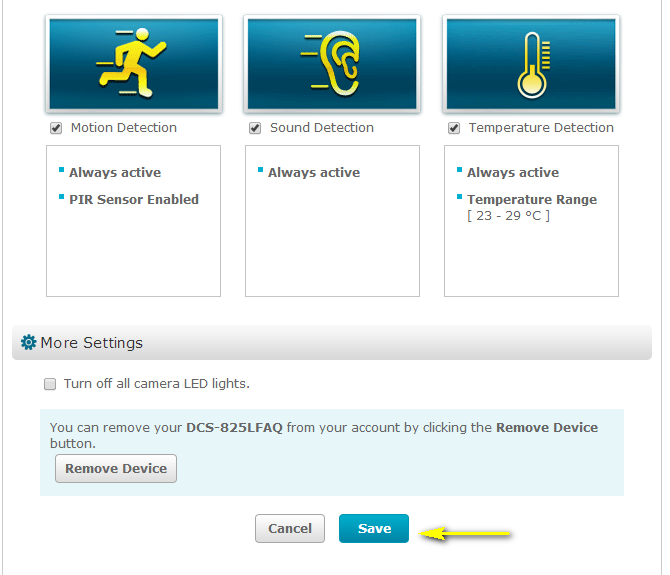 Motion Detection
Sound Detection
Temperature Detection
Always active
PIR Sensor Enabled
Always active
Always active
Temperature Range
[ 23 - 29 °C ]
More Settings
Turn off all camera LED lights.
You can remove your DCS-825LFAQ from your account by clicking the Remove Device
button.
Remove Device
Cancel
Save